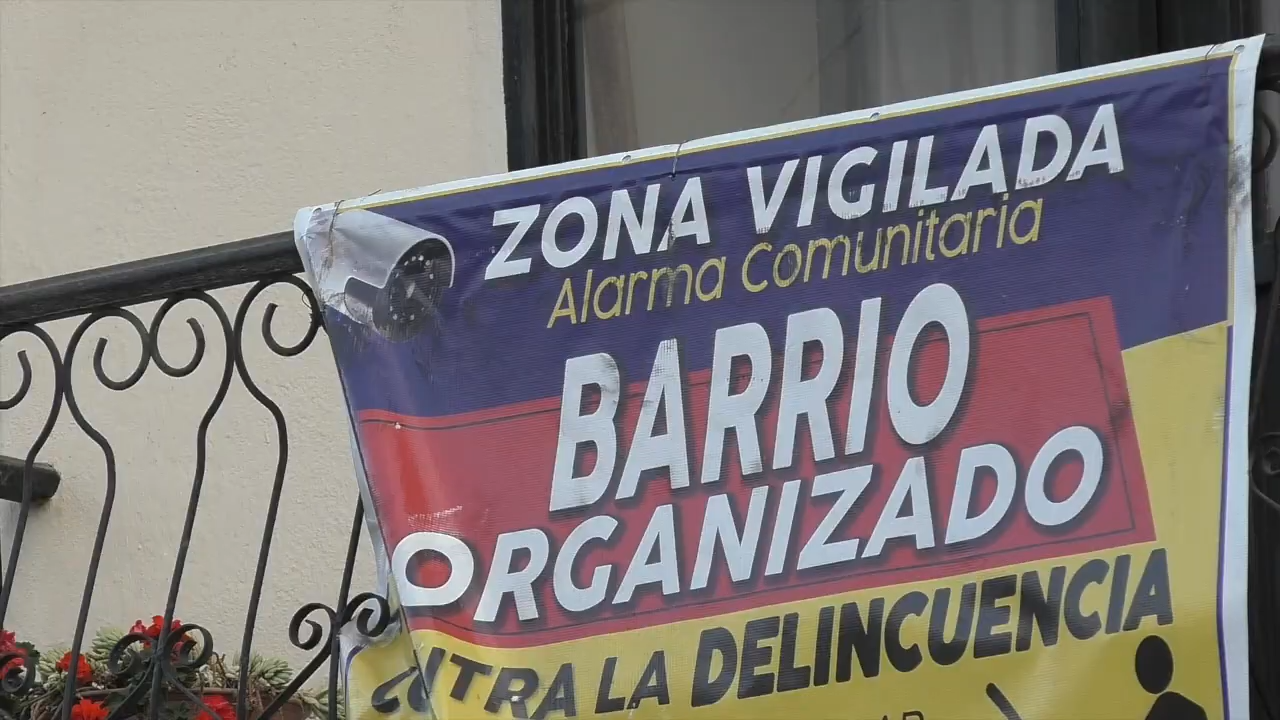 ZONA VIGILADA
Alarma Comunitaria
BARRIO
ORGANIZADO
LA DELINCUENCIA